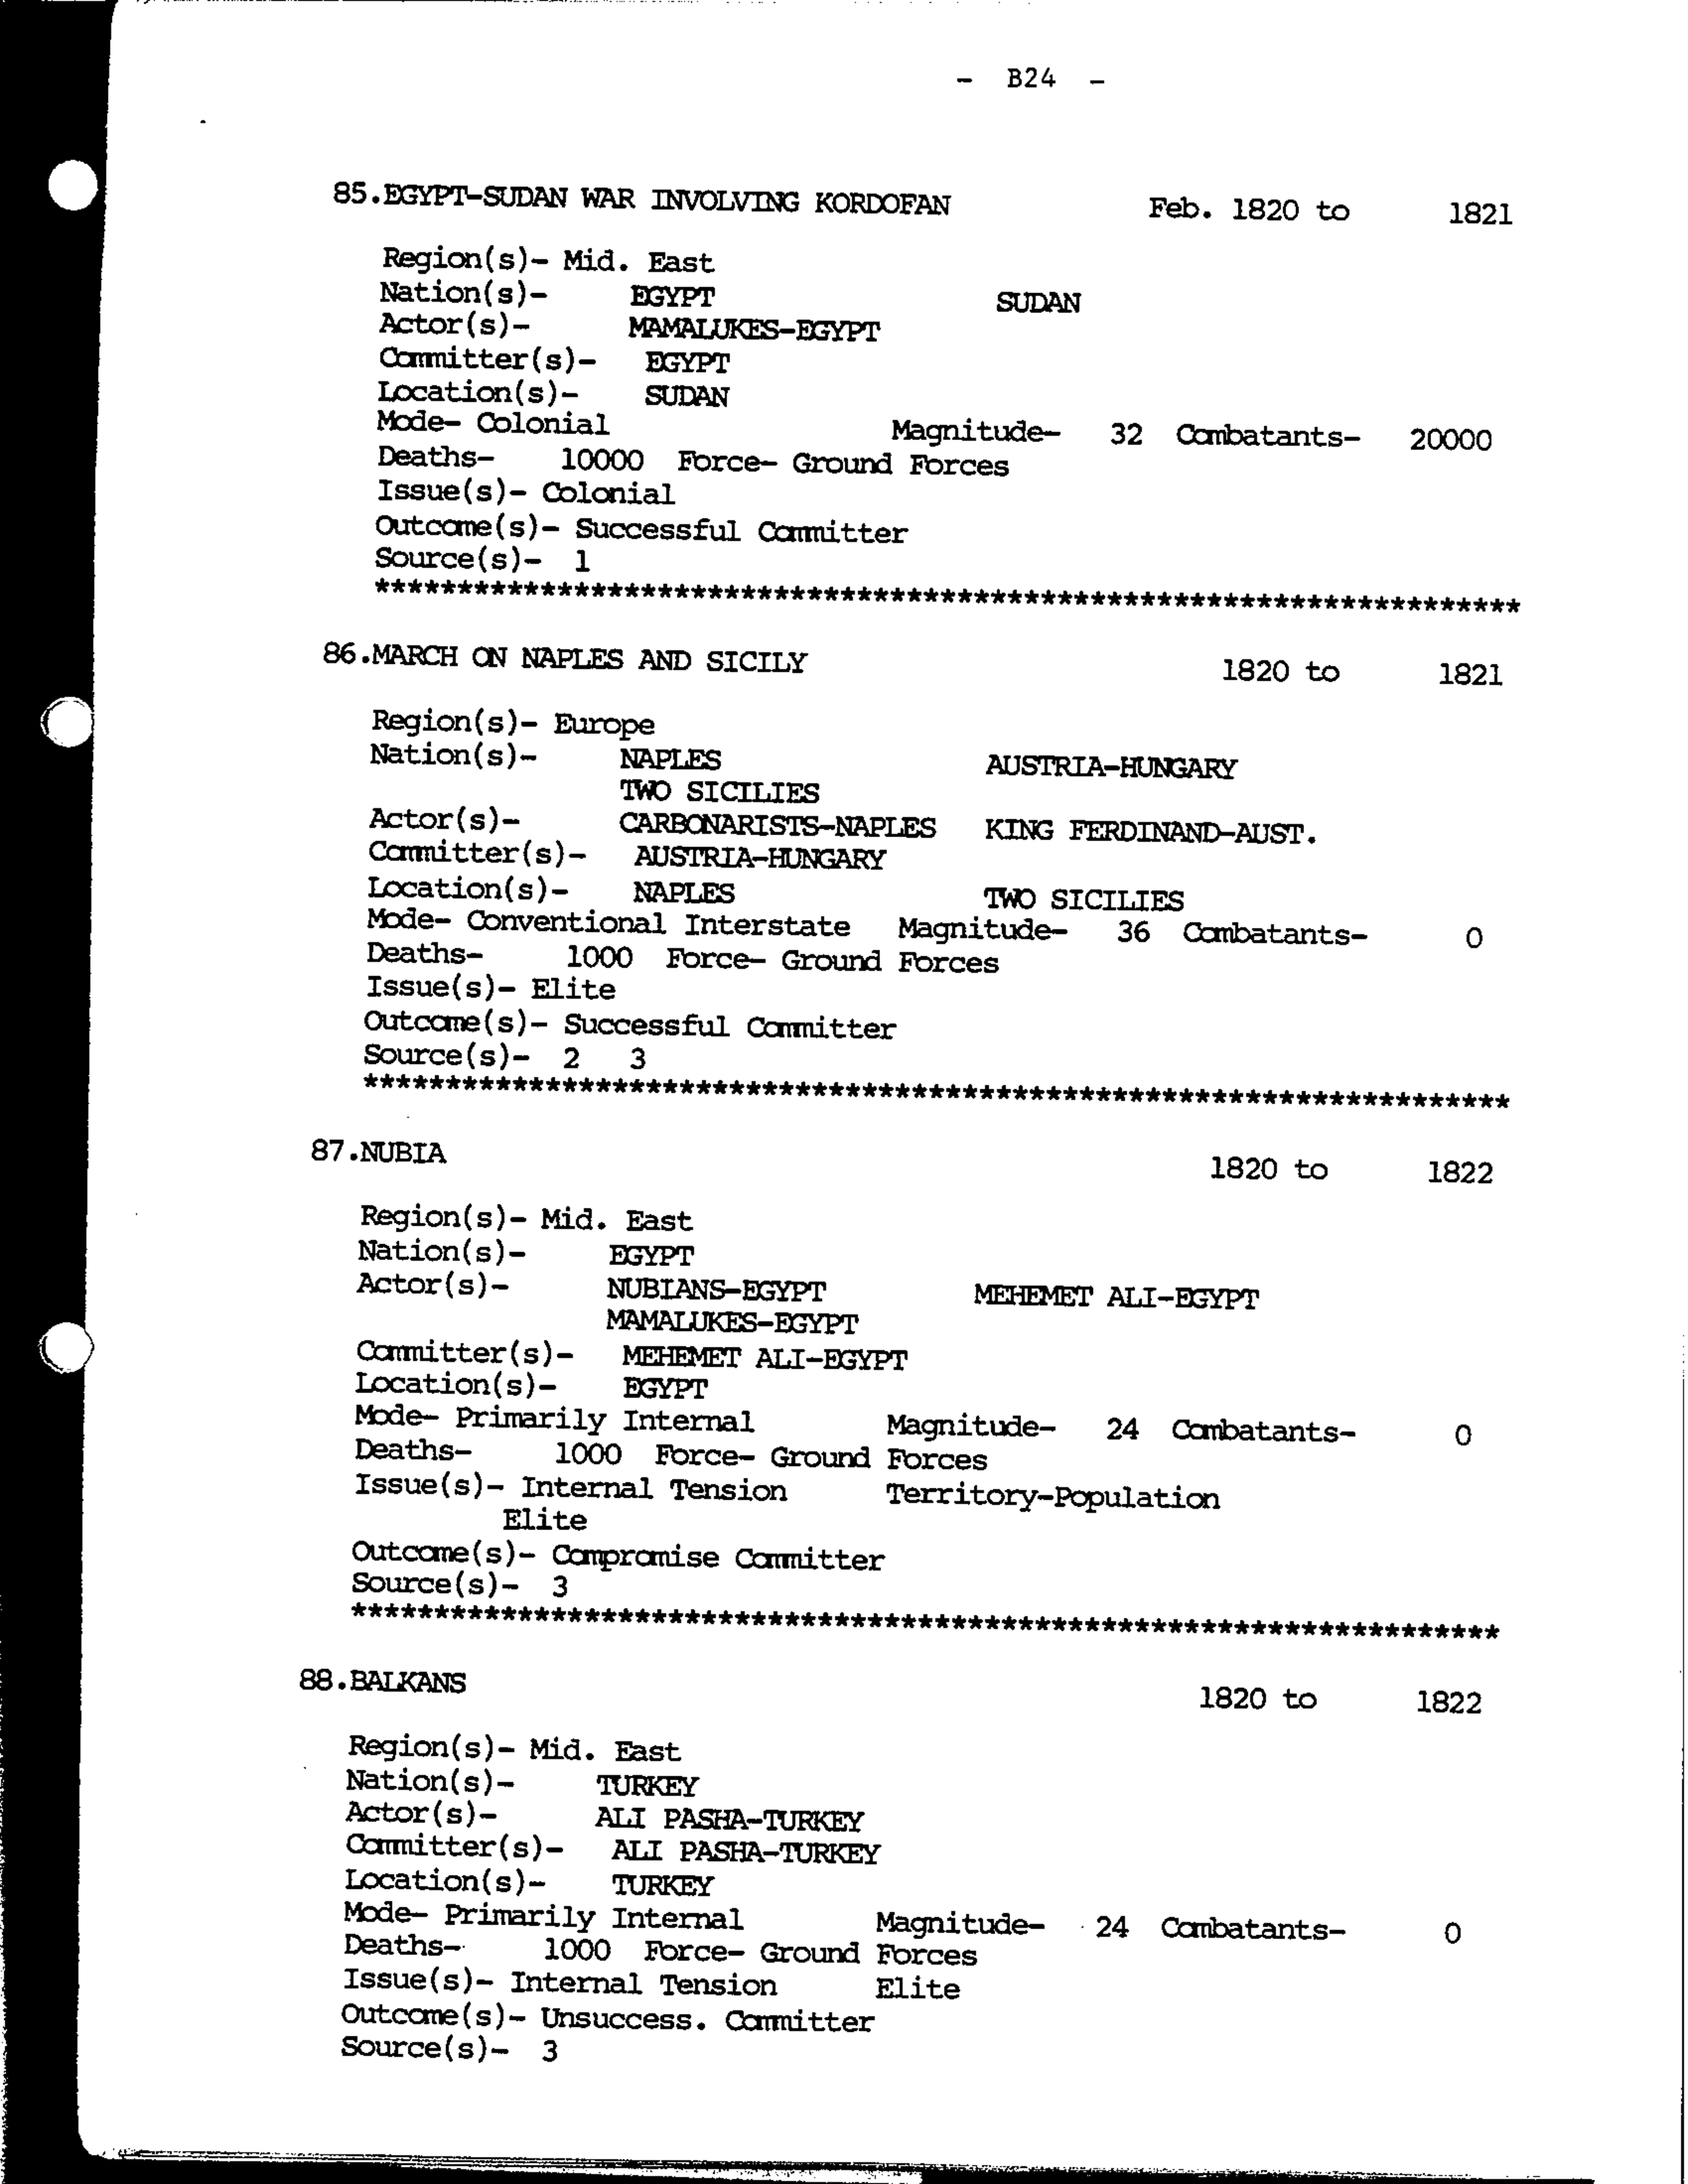 - B24 -
85.EGYPT-SUDAN WAR INVOLVING KORDOFAN Feb. 1820 to 1821
Region(s)- Mid. East
Nation(s)- EGYPT SUDAN
Actor(s)- MAMALUKES-EGYPT
Committer(s)- EGYPT
Location(s)- SUDAN
Mode- Colonial Magnitude- 32 Combatants- 20000
Deaths- 10000 Force- Ground Forces
Issue(s)- Colonial
Outcome(s)- Successful Committer
Source(s)- 1
*********************************************************************
86.MARCH ON NAPLES AND SICILY 1820 to 1821
Region(s)- Europe
Nation(s)- NAPLES AUSTRIA-HUNGARY
TWO SICILIES
Actor(s)- CARBONARISTS-NAPLES KING FERDINAND-AUST.
Committer(s)- AUSTRIA-HUNGARY
Location(s)- NAPLES TWO SICILIES
Mode- Conventional Interstate Magnitude- 36 Combatants- 0
Deaths- 1000 Force- Ground Forces
Issue(s)- Elite
Outcome(s)- Successful Committer
Source(s)- 2 3
*********************************************************************
87.NUBIA 1820 to 1822
Region(s)- Mid. East
Nation(s)- EGYPT
Actor(s)- NUBIANS-EGYPT MEHEMET ALI-EGYPT
MAMALUKES-EGYPT
Committer(s)- MEHEMET ALI-EGYPT
Location(s)- EGYPT
Mode- Primarily Internal Magnitude- 24 Combatants- 0
Deaths- 1000 Force- Ground Forces
Issue(s)- Internal Tension Territory-Population
Elite
Outcome(s)- Compromise Committer
Source(s)- 3
*********************************************************************
88.BALKANS 1820 to 1822
Region(s)- Mid. East
Nation(s)- TURKEY
Actor(s)- ALI PASHA-TURKEY
Committer(s)- ALI PASHA-TURKEY
Location(s)- TURKEY
Mode- Primarily Internal Magnitude- 24 Combatants- 0
Deaths- 1000 Force- Ground Forces
Issue(s)- Internal Tension Elite
Outcome(s)- Unsuccess. Committer
Source(s)- 3